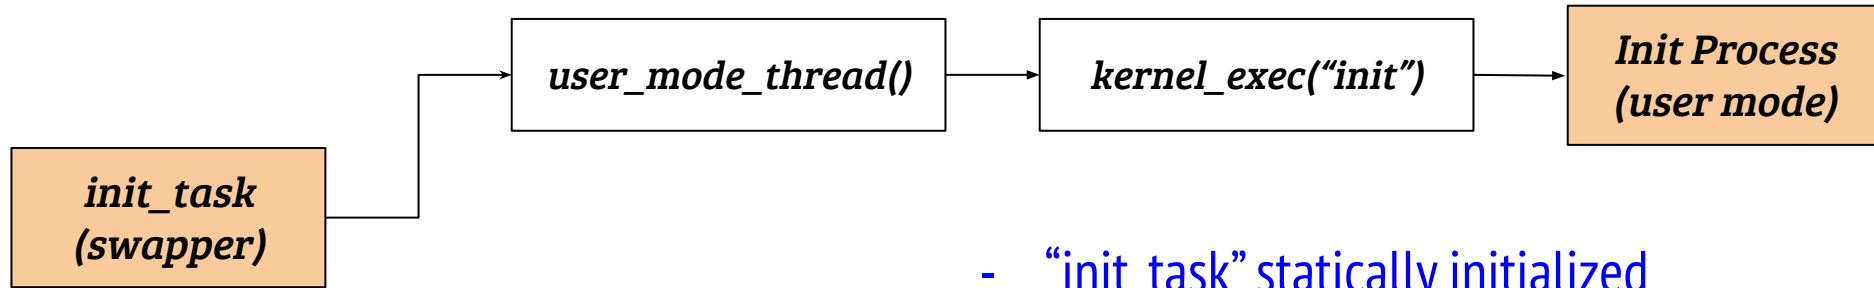 user_mode_thread()
kernel_exec(“init”)
Init Process
(user mode)
init_task
(swapper)
- “init_task” statically initialized